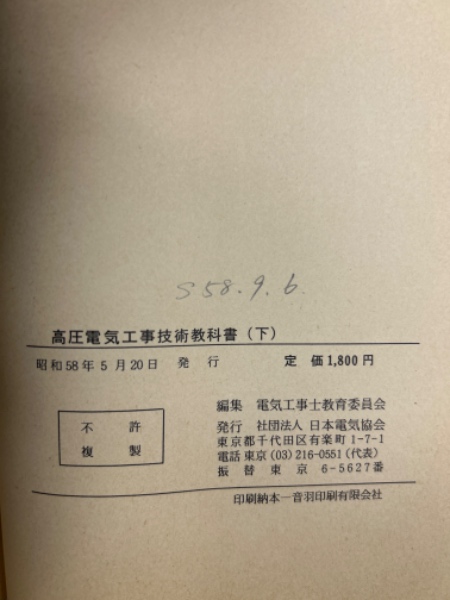 S58.9.6.
高圧電気工事技術教科書（下）
昭和58年5月20日 発行 定価1,800円
不許
複製
編集 電気工事士教育委員会
発行 社団法人 日本電気協会
東京都千代田区有楽町1-7-1
電話 東京(03)216-0551(代表)
振替 東京 6-5627番
印刷納本―音羽印刷有限会社